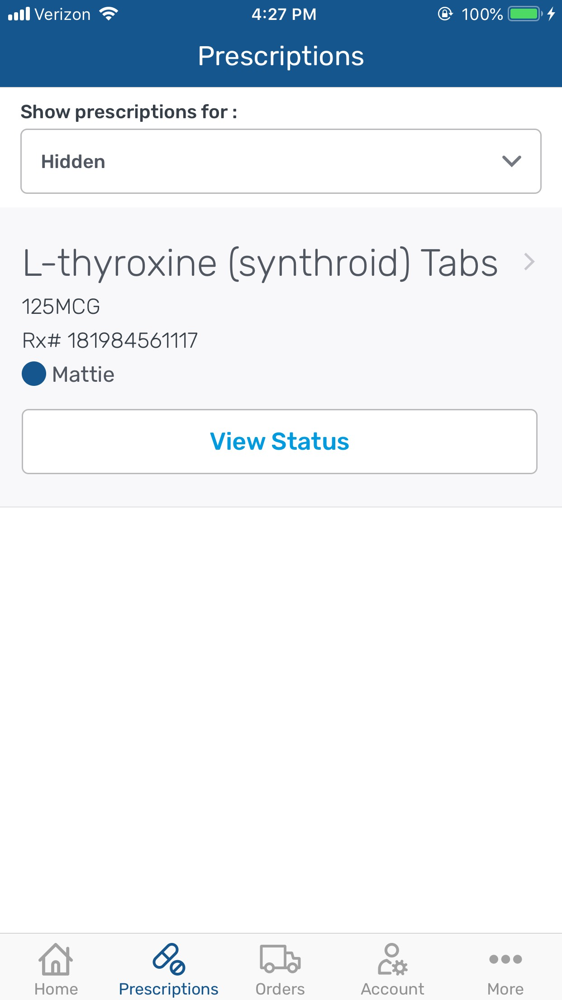 Verizon 4:27 PM 100%
Prescriptions
Show prescriptions for :
Hidden
L-thyroxine (synthroid) Tabs
125MCG
Rx# 181984561117
Mattie
View Status
Home Prescriptions Orders Account More